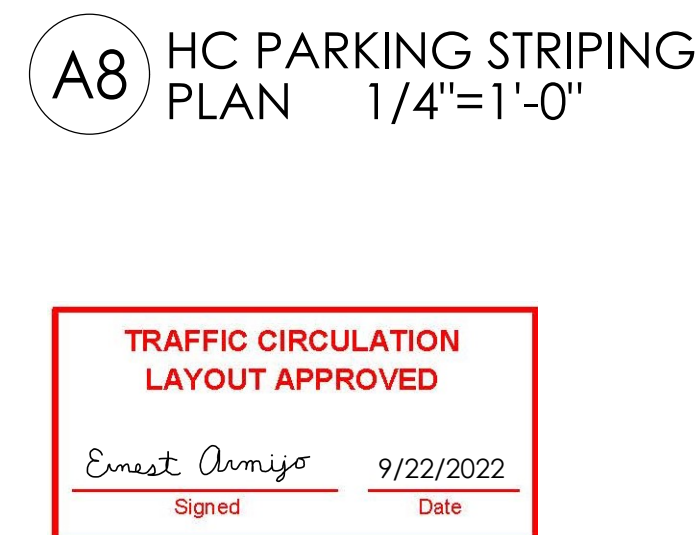 A8 HC PARKING STRIPING
PLAN 1/4"=1'-0"
TRAFFIC CIRCULATION
LAYOUT APPROVED
Ernest Armijo 9/22/2022
Signed Date